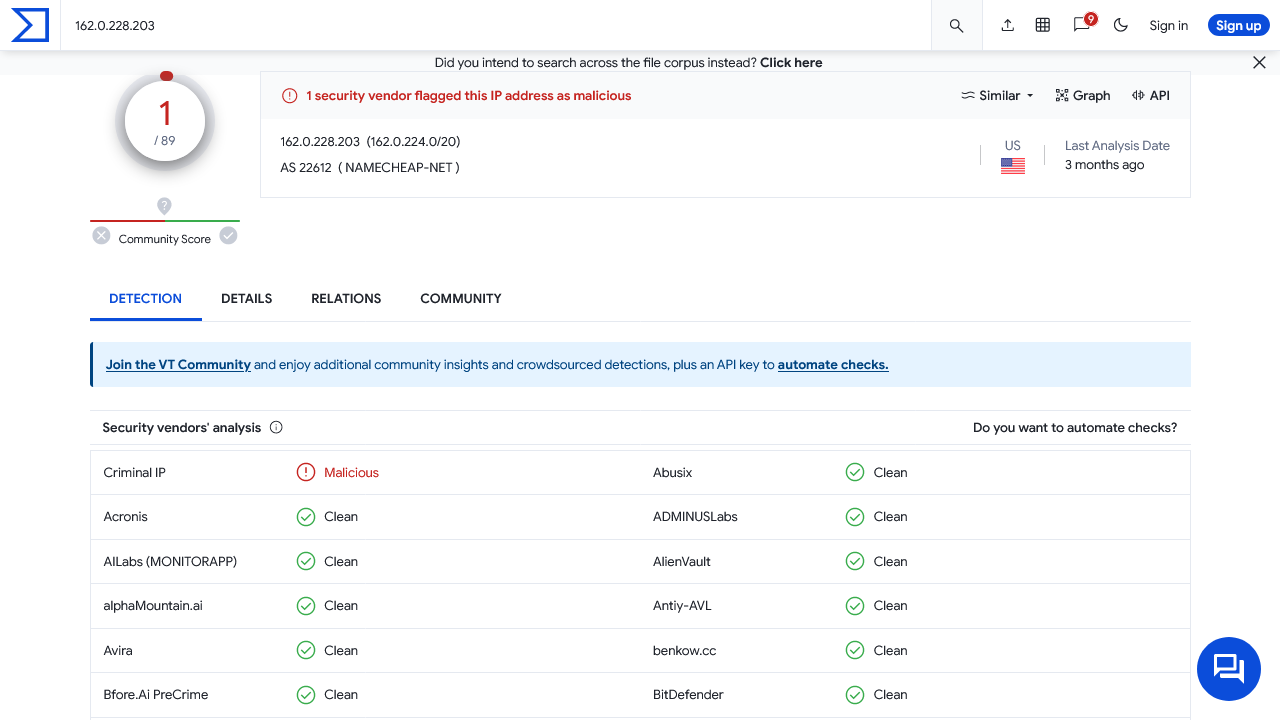 162.0.228.203
9
Sign in
Sign up
Did you intend to search across the file corpus instead? Click here
1
/ 89
Community Score
1 security vendor flagged this IP address as malicious
Similar
Graph
API
162.0.228.203 (162.0.224.0/20)
AS 22612 ( NAMECHEAP-NET )
US
Last Analysis Date
3 months ago
DETECTION
DETAILS
RELATIONS
COMMUNITY
Join the VT Community and enjoy additional community insights and crowdsourced detections, plus an API key to automate checks.
Security vendors' analysis
Do you want to automate checks?
Criminal IP Malicious Abusix Clean
Acronis Clean ADMINUSLabs Clean
AILabs (MONITORAPP) Clean AlienVault Clean
alphaMountain.ai Clean Antiy-AVL Clean
Avira Clean benkow.cc Clean
Bfore.Ai PreCrime Clean BitDefender Clean